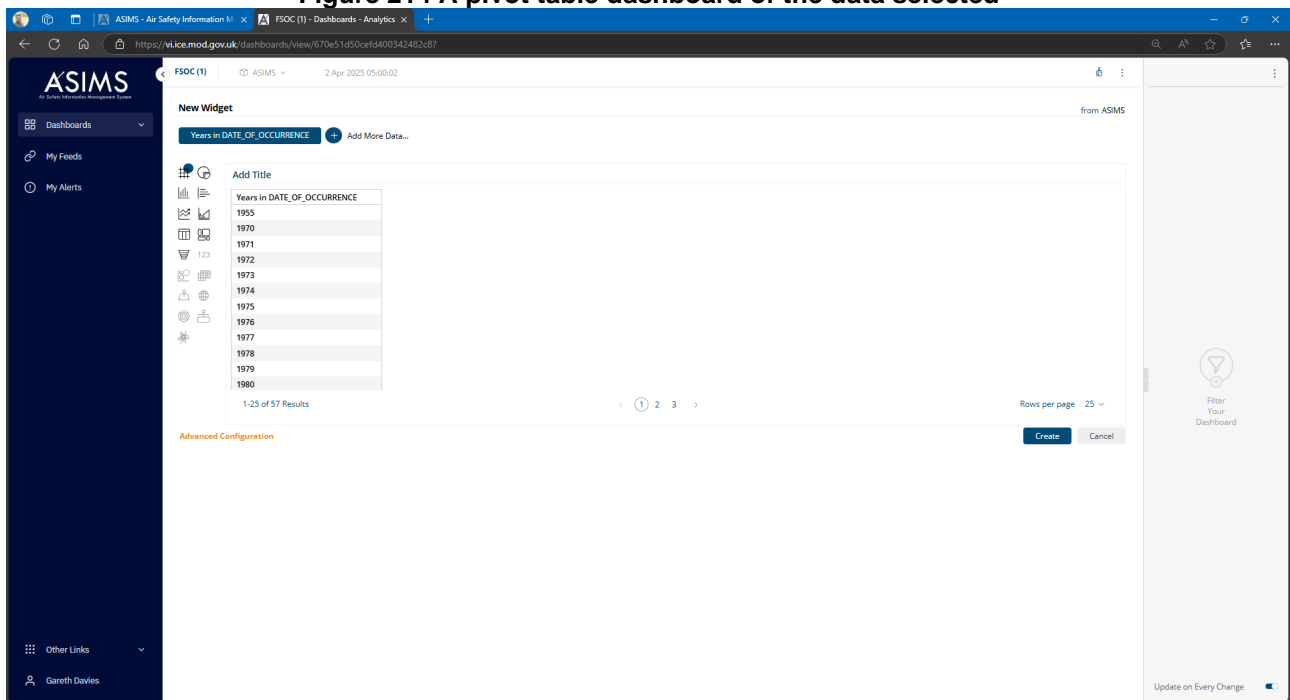 Figure 214 A pivot table dashboard of the data selected
ASIMS - Air Safety Information M
FSOC (1) - Dashboards - Analytics
https://vi.ice.mod.gov.uk/dashboards/view/670e51d50cefd400342482c8?
ASIMS
Air Safety Information Management System
Dashboards
My Feeds
My Alerts
Other Links
Gareth Davies
FSOC (1)
ASIMS
2 Apr 2025 05:00:02
New Widget
from ASIMS
Years in DATE_OF_OCCURRENCE
Add More Data...
123
Add Title
Years in DATE_OF_OCCURRENCE
1955
1970
1971
1972
1973
1974
1975
1976
1977
1978
1979
1980
1-25 of 57 Results
1 2 3
Rows per page 25
Advanced Configuration
Create
Cancel
Filter
Your
Dashboard
Update on Every Change